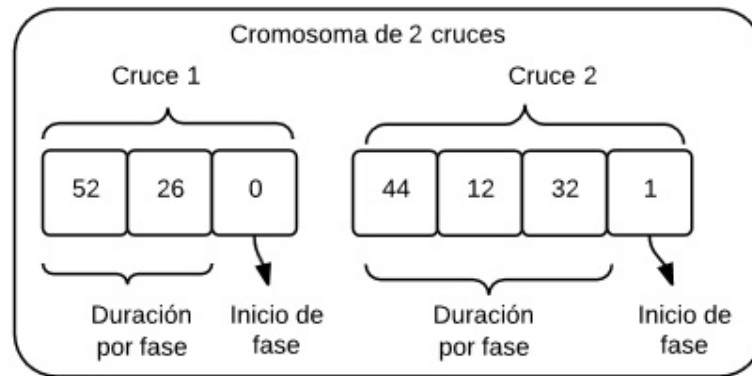 Cromosoma de 2 cruces
Cruce 1
Cruce 2
52 26 0
44 12 32 1
Duración
por fase
Inicio de
fase
Duración
por fase
Inicio de
fase